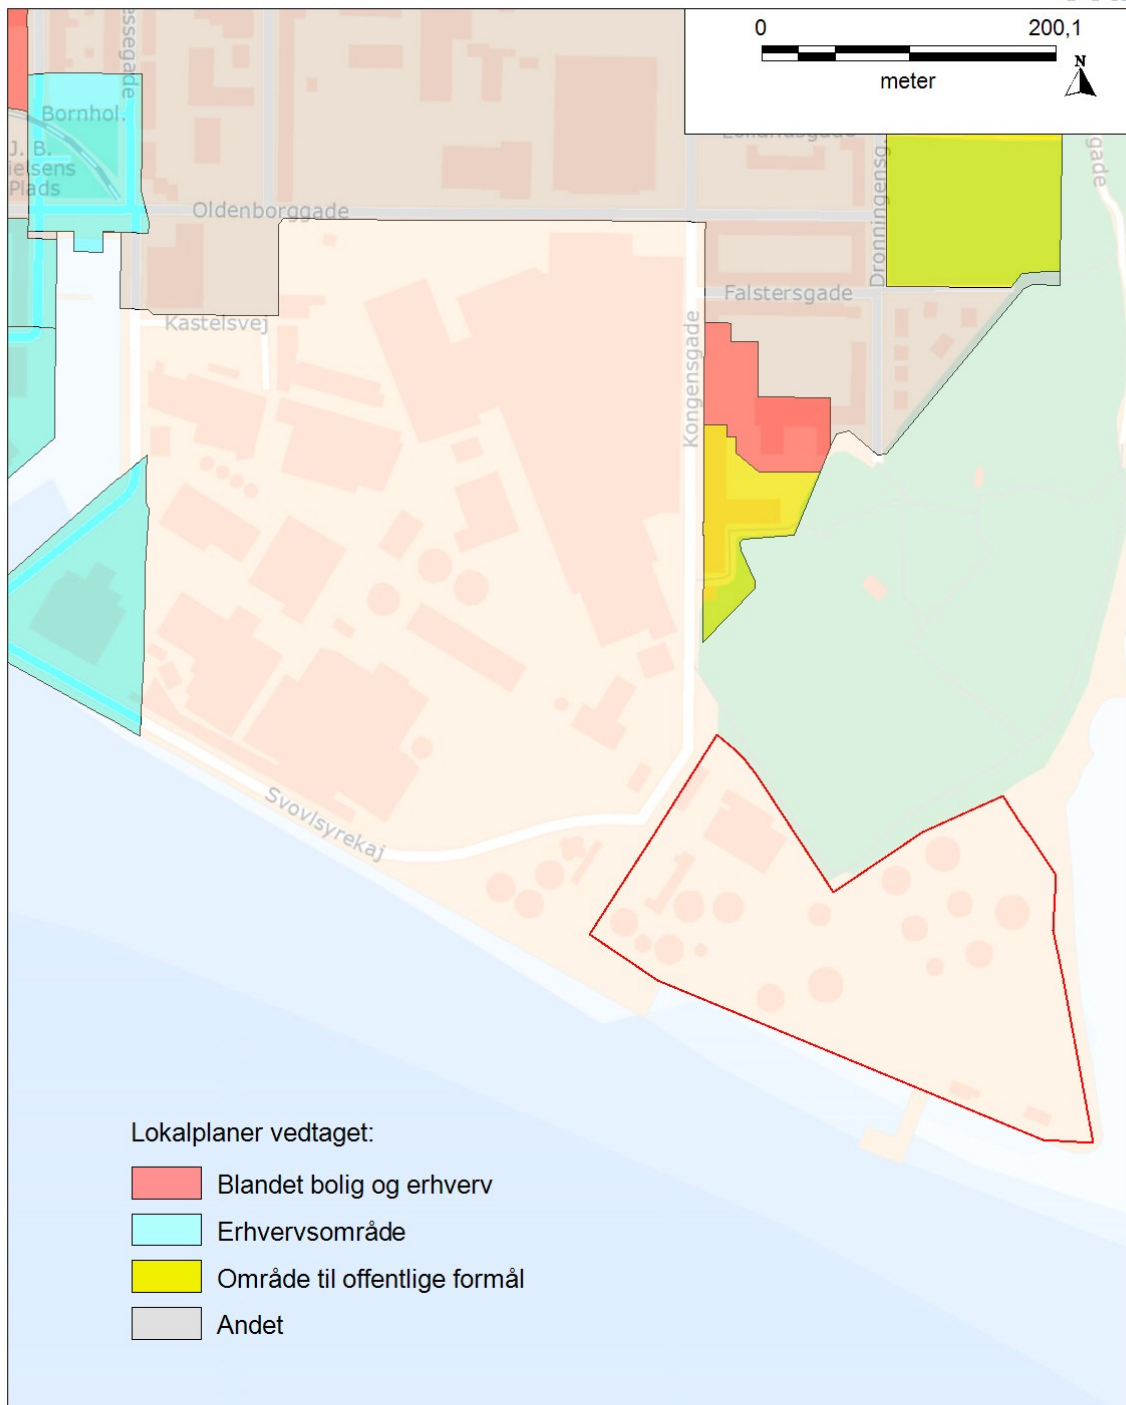 0 200,1
meter
N
Bornhol.
J. B.
ielsens
Plads
essegade
Oldenborggade
Dronningensg.
gade
Falstersgade
Kastelsvej
Kongensgade
Svovlsyrekaj
Lokalplaner vedtaget:
Blandet bolig og erhverv
Erhvervsområde
Område til offentlige formål
Andet